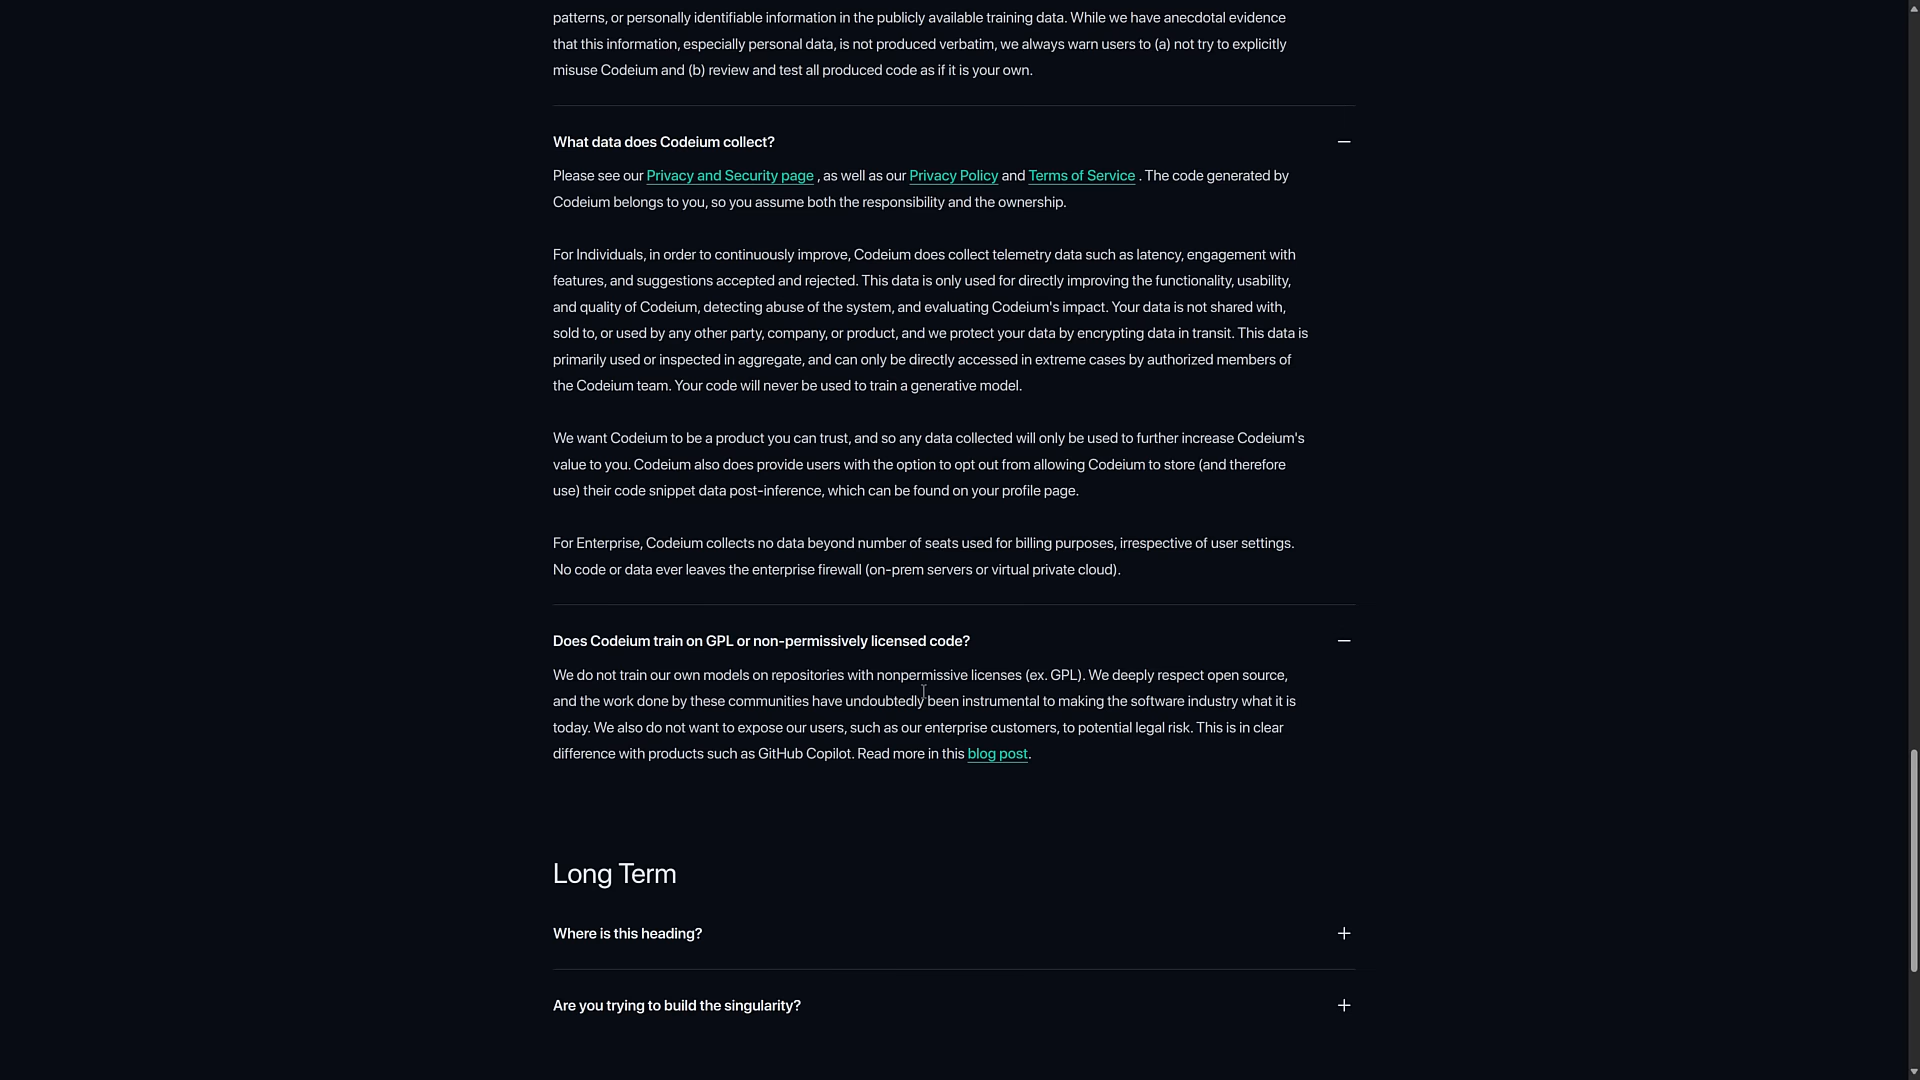 patterns, or personally identifiable information in the publicly available training data. While we have anecdotal evidence
that this information, especially personal data, is not produced verbatim, we always warn users to (a) not try to explicitly
misuse Codeium and (b) review and test all produced code as if it is your own.
What data does Codeium collect?
Please see our Privacy and Security page , as well as our Privacy Policy and Terms of Service . The code generated by
Codeium belongs to you, so you assume both the responsibility and the ownership.
For Individuals, in order to continuously improve, Codeium does collect telemetry data such as latency, engagement with
features, and suggestions accepted and rejected. This data is only used for directly improving the functionality, usability,
and quality of Codeium, detecting abuse of the system, and evaluating Codeium's impact. Your data is not shared with,
sold to, or used by any other party, company, or product, and we protect your data by encrypting data in transit. This data is
primarily used or inspected in aggregate, and can only be directly accessed in extreme cases by authorized members of
the Codeium team. Your code will never be used to train a generative model.
We want Codeium to be a product you can trust, and so any data collected will only be used to further increase Codeium's
value to you. Codeium also does provide users with the option to opt out from allowing Codeium to store (and therefore
use) their code snippet data post-inference, which can be found on your profile page.
For Enterprise, Codeium collects no data beyond number of seats used for billing purposes, irrespective of user settings.
No code or data ever leaves the enterprise firewall (on-prem servers or virtual private cloud).
Does Codeium train on GPL or non-permissively licensed code?
We do not train our own models on repositories with nonpermissive licenses (ex. GPL). We deeply respect open source,
and the work done by these communities have undoubtedly been instrumental to making the software industry what it is
today. We also do not want to expose our users, such as our enterprise customers, to potential legal risk. This is in clear
difference with products such as GitHub Copilot. Read more in this blog post.
Long Term
Where is this heading?
Are you trying to build the singularity?